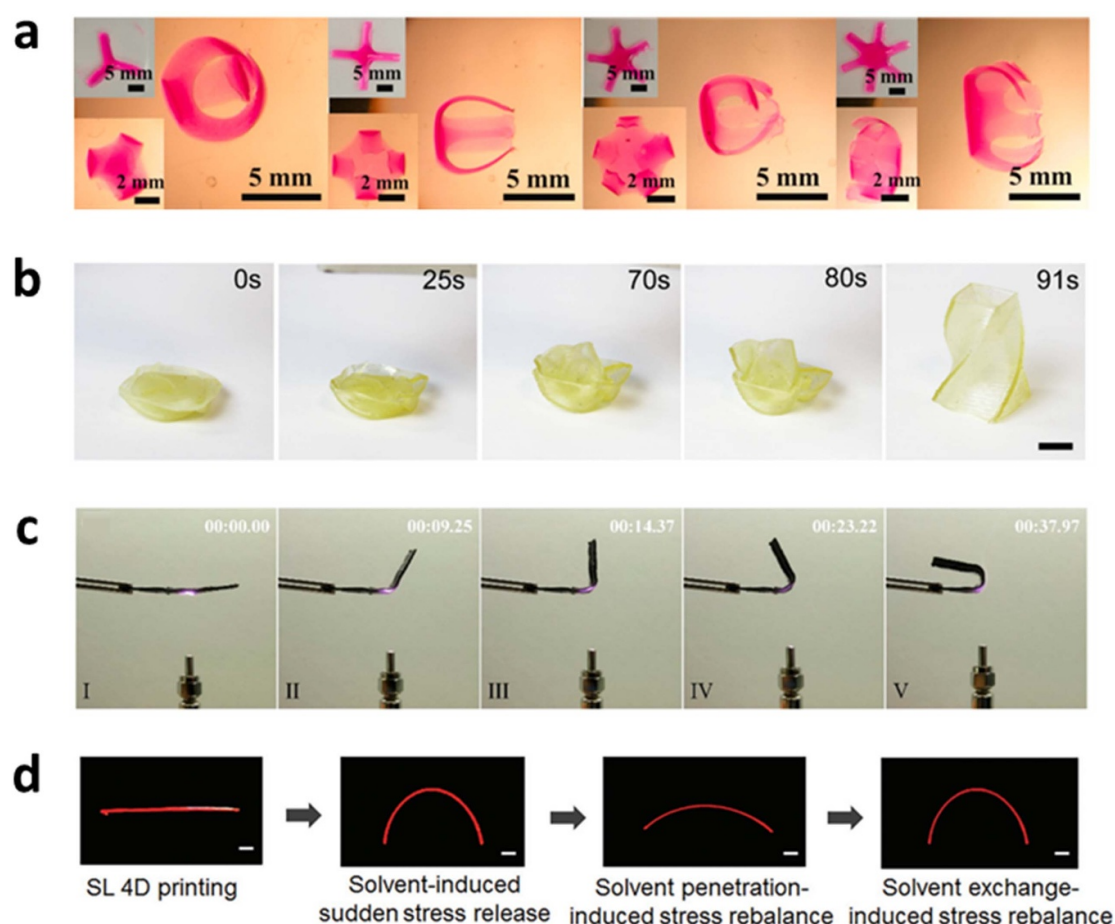 a
5 mm
2 mm
5 mm
5 mm
2 mm
5 mm
5 mm
2 mm
5 mm
5 mm
2 mm
5 mm
b
0s
25s
70s
80s
91s
c
00:00.00
00:09.25
00:14.37
00:23.22
00:37.97
I
II
III
IV
V
d
SL 4D printing
Solvent-induced
sudden stress release
Solvent penetration-
induced stress rebalance
Solvent exchange-
induced stress rebalance